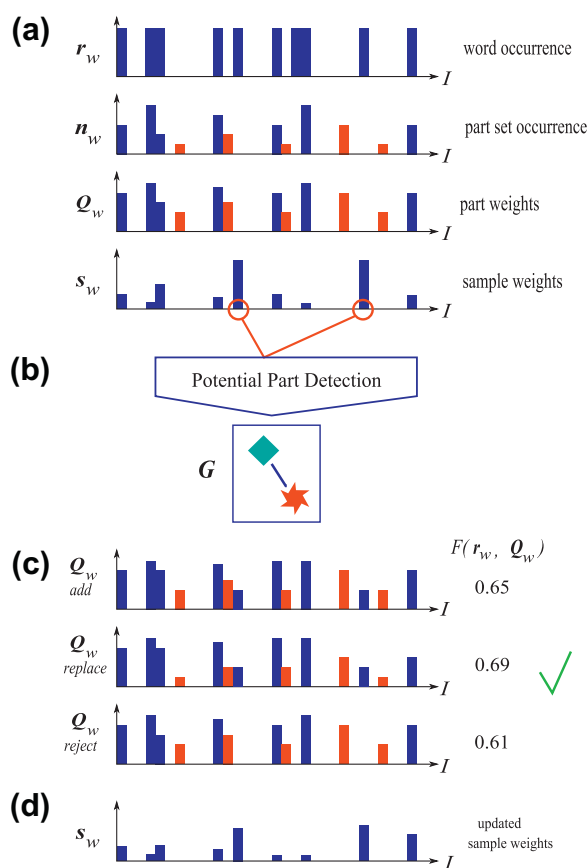 (a)
r_w I word occurrence
n_w I part set occurrence
Q_w I part weights
s_w I sample weights
(b)
Potential Part Detection
G
(c)
F(r_w, Q_w)
Q_w add I 0.65
Q_w replace I 0.69
Q_w reject I 0.61
(d)
s_w I updated
sample weights